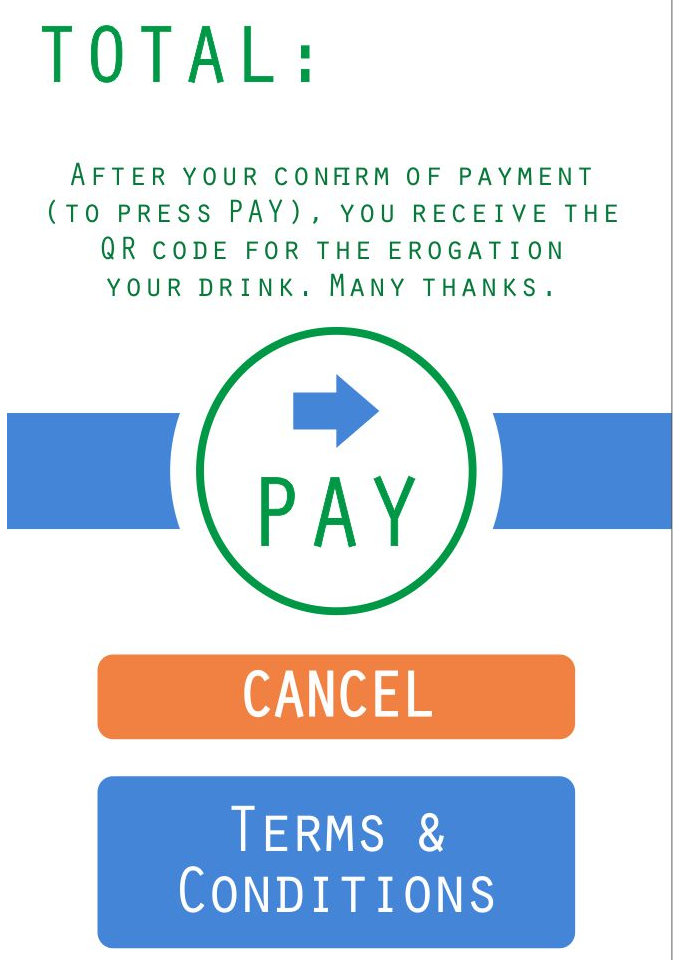 TOTAL:
AFTER YOUR CONFIRM OF PAYMENT
(TO PRESS PAY), YOU RECEIVE THE
QR CODE FOR THE EROGATION
YOUR DRINK. MANY THANKS.
PAY
CANCEL
TERMS &
CONDITIONS